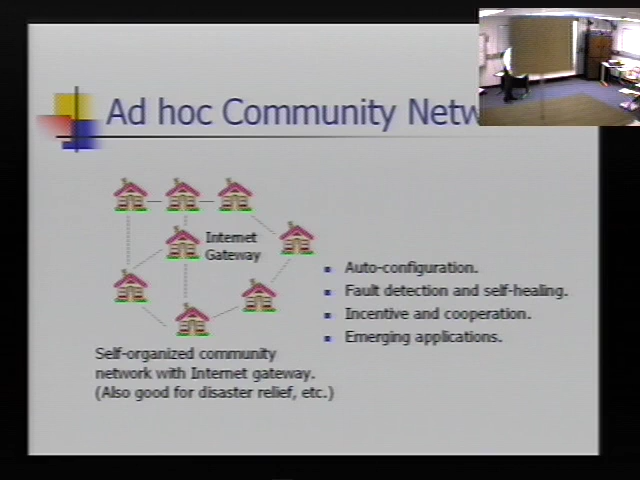 Ad hoc Community Netw
Internet
Gateway
Auto-configuration.
Fault detection and self-healing.
Incentive and cooperation.
Emerging applications.
Self-organized community
network with Internet gateway.
(Also good for disaster relief, etc.)